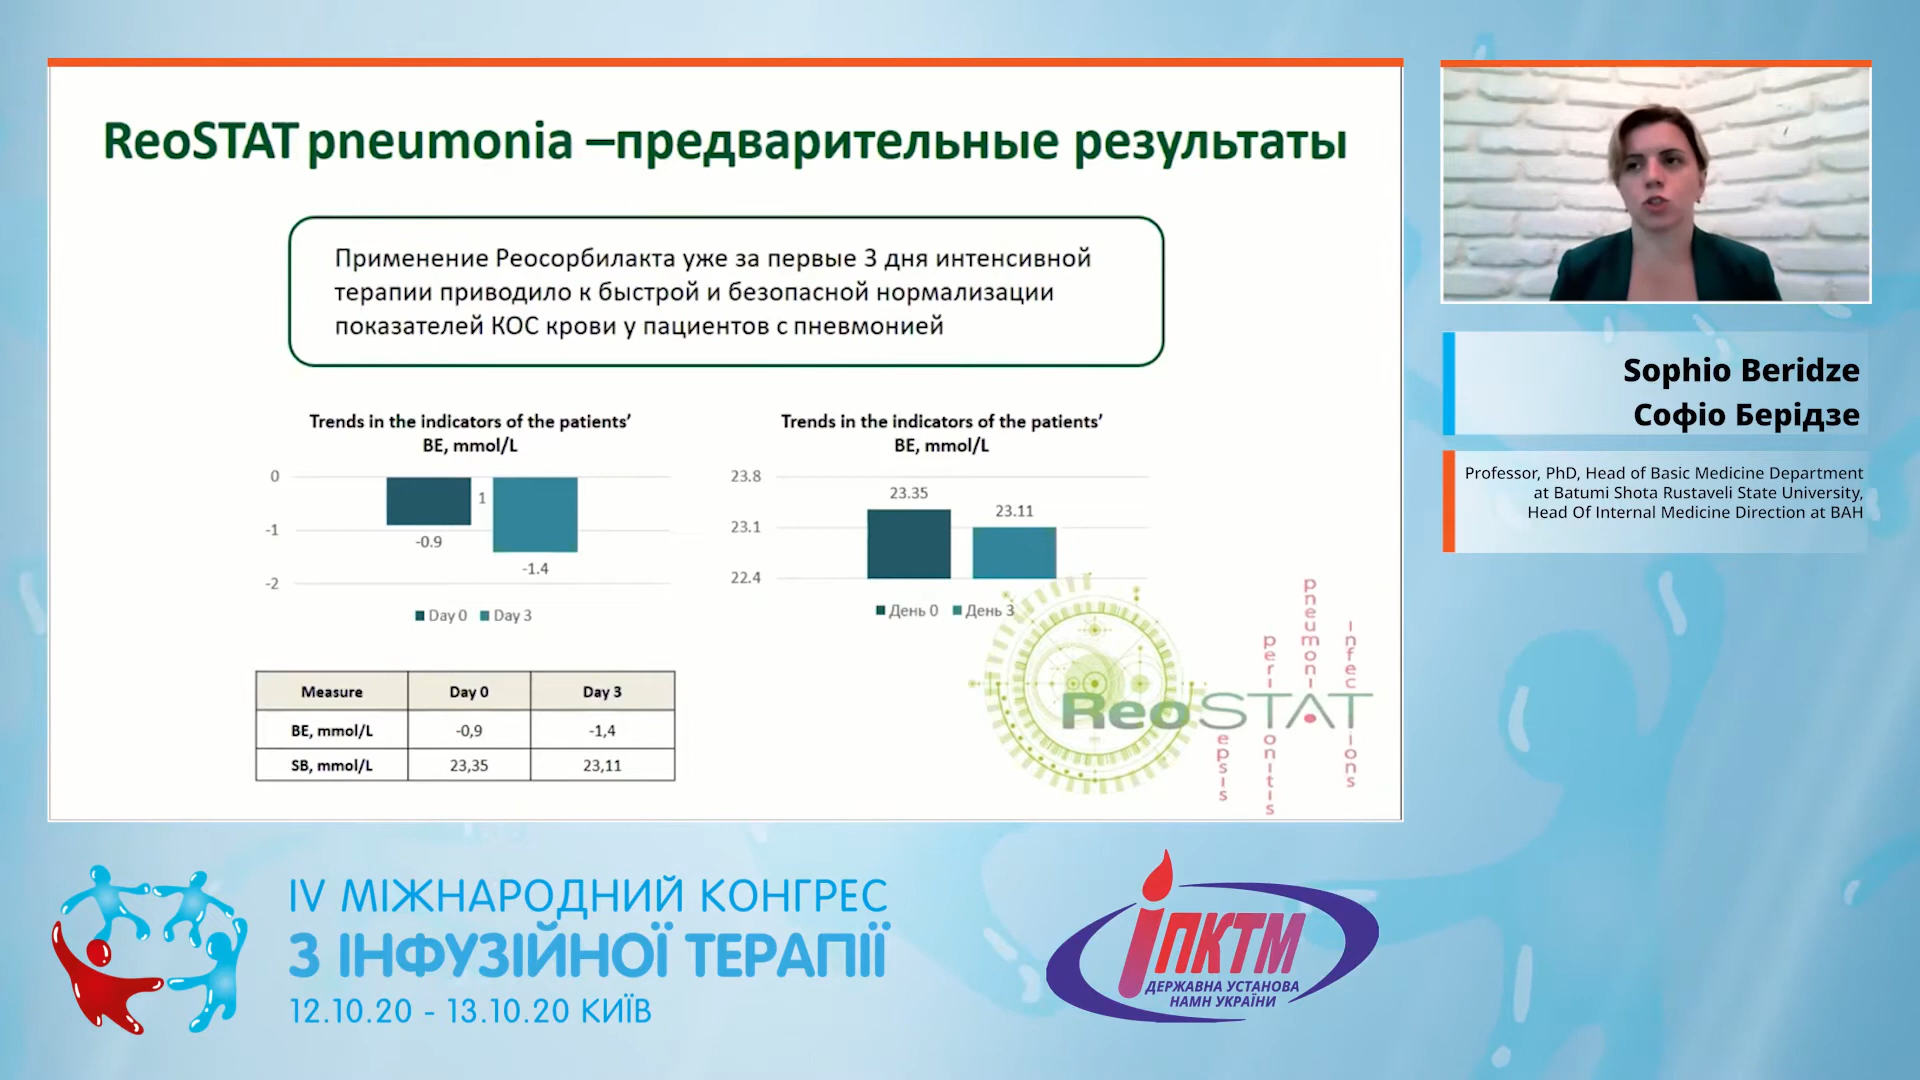 ReoSTAT pneumonia –предварительные результаты
Применение Реосорбилакта уже за первые 3 дня интенсивной
терапии приводило к быстрой и безопасной нормализации
показателей КОС крови у пациентов с пневмонией
Trends in the indicators of the patients’
BE, mmol/L
0
-1
-2
1
-0.9
-1.4
Day 0 Day 3
Trends in the indicators of the patients’
BE, mmol/L
23.8
23.1
22.4
23.35
23.11
День 0 День 3
Measure Day 0 Day 3
BE, mmol/L -0,9 -1,4
SB, mmol/L 23,35 23,11
ReoSTAT
epsis
peritonitis
pneumoni
infections
Sophio Beridze
Софіо Берідзе
Professor, PhD, Head of Basic Medicine Department
at Batumi Shota Rustaveli State University,
Head Of Internal Medicine Direction at BAH
IV МІЖНАРОДНИЙ КОНГРЕС
З ІНФУЗІЙНОЇ ТЕРАПІЇ
12.10.20 - 13.10.20 КИЇВ
іПКТМ
ДЕРЖАВНА УСТАНОВА
НАМН УКРАЇНИ